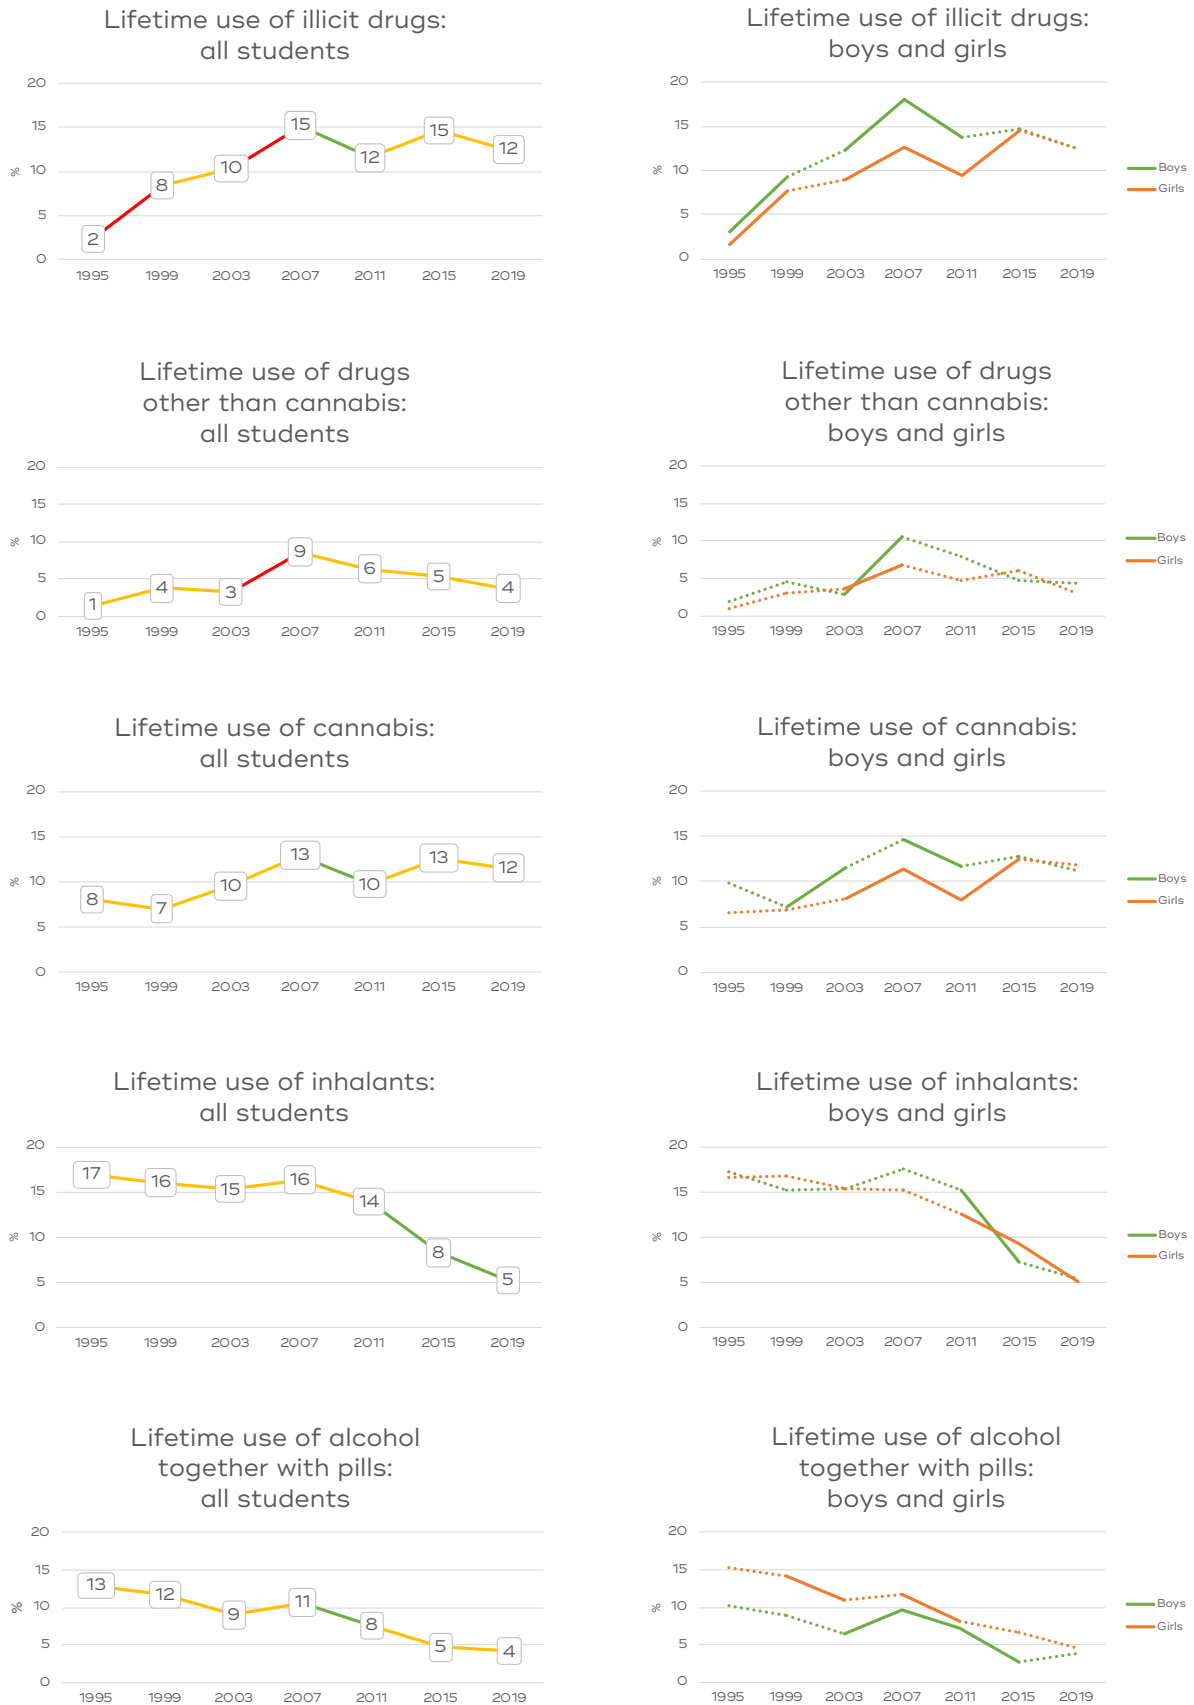 Lifetime use of illicit drugs:
all students
20
15
%
10
5
0
2
8
10
15
12
15
12
1995 1999 2003 2007 2011 2015 2019
Lifetime use of illicit drugs:
boys and girls
20
15
%
10
5
0
1995 1999 2003 2007 2011 2015 2019
Boys
Girls
Lifetime use of drugs
other than cannabis:
all students
20
15
%
10
5
0
1
4
3
9
6
5
4
1995 1999 2003 2007 2011 2015 2019
Lifetime use of drugs
other than cannabis:
boys and girls
20
15
%
10
5
0
1995 1999 2003 2007 2011 2015 2019
Boys
Girls
Lifetime use of cannabis:
all students
20
15
%
10
5
0
8
7
10
13
10
13
12
1995 1999 2003 2007 2011 2015 2019
Lifetime use of cannabis:
boys and girls
20
15
%
10
5
0
1995 1999 2003 2007 2011 2015 2019
Boys
Girls
Lifetime use of inhalants:
all students
20
15
%
10
5
0
17
16
15
16
14
8
5
1995 1999 2003 2007 2011 2015 2019
Lifetime use of inhalants:
boys and girls
20
15
%
10
5
0
1995 1999 2003 2007 2011 2015 2019
Boys
Girls
Lifetime use of alcohol
together with pills:
all students
20
15
%
10
5
0
13
12
9
11
8
5
4
1995 1999 2003 2007 2011 2015 2019
Lifetime use of alcohol
together with pills:
boys and girls
20
15
%
10
5
0
1995 1999 2003 2007 2011 2015 2019
Boys
Girls